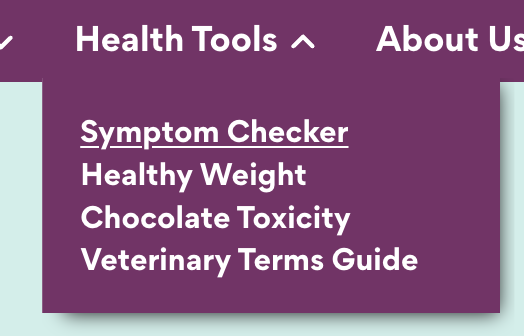 Health Tools About Us
Symptom Checker
Healthy Weight
Chocolate Toxicity
Veterinary Terms Guide